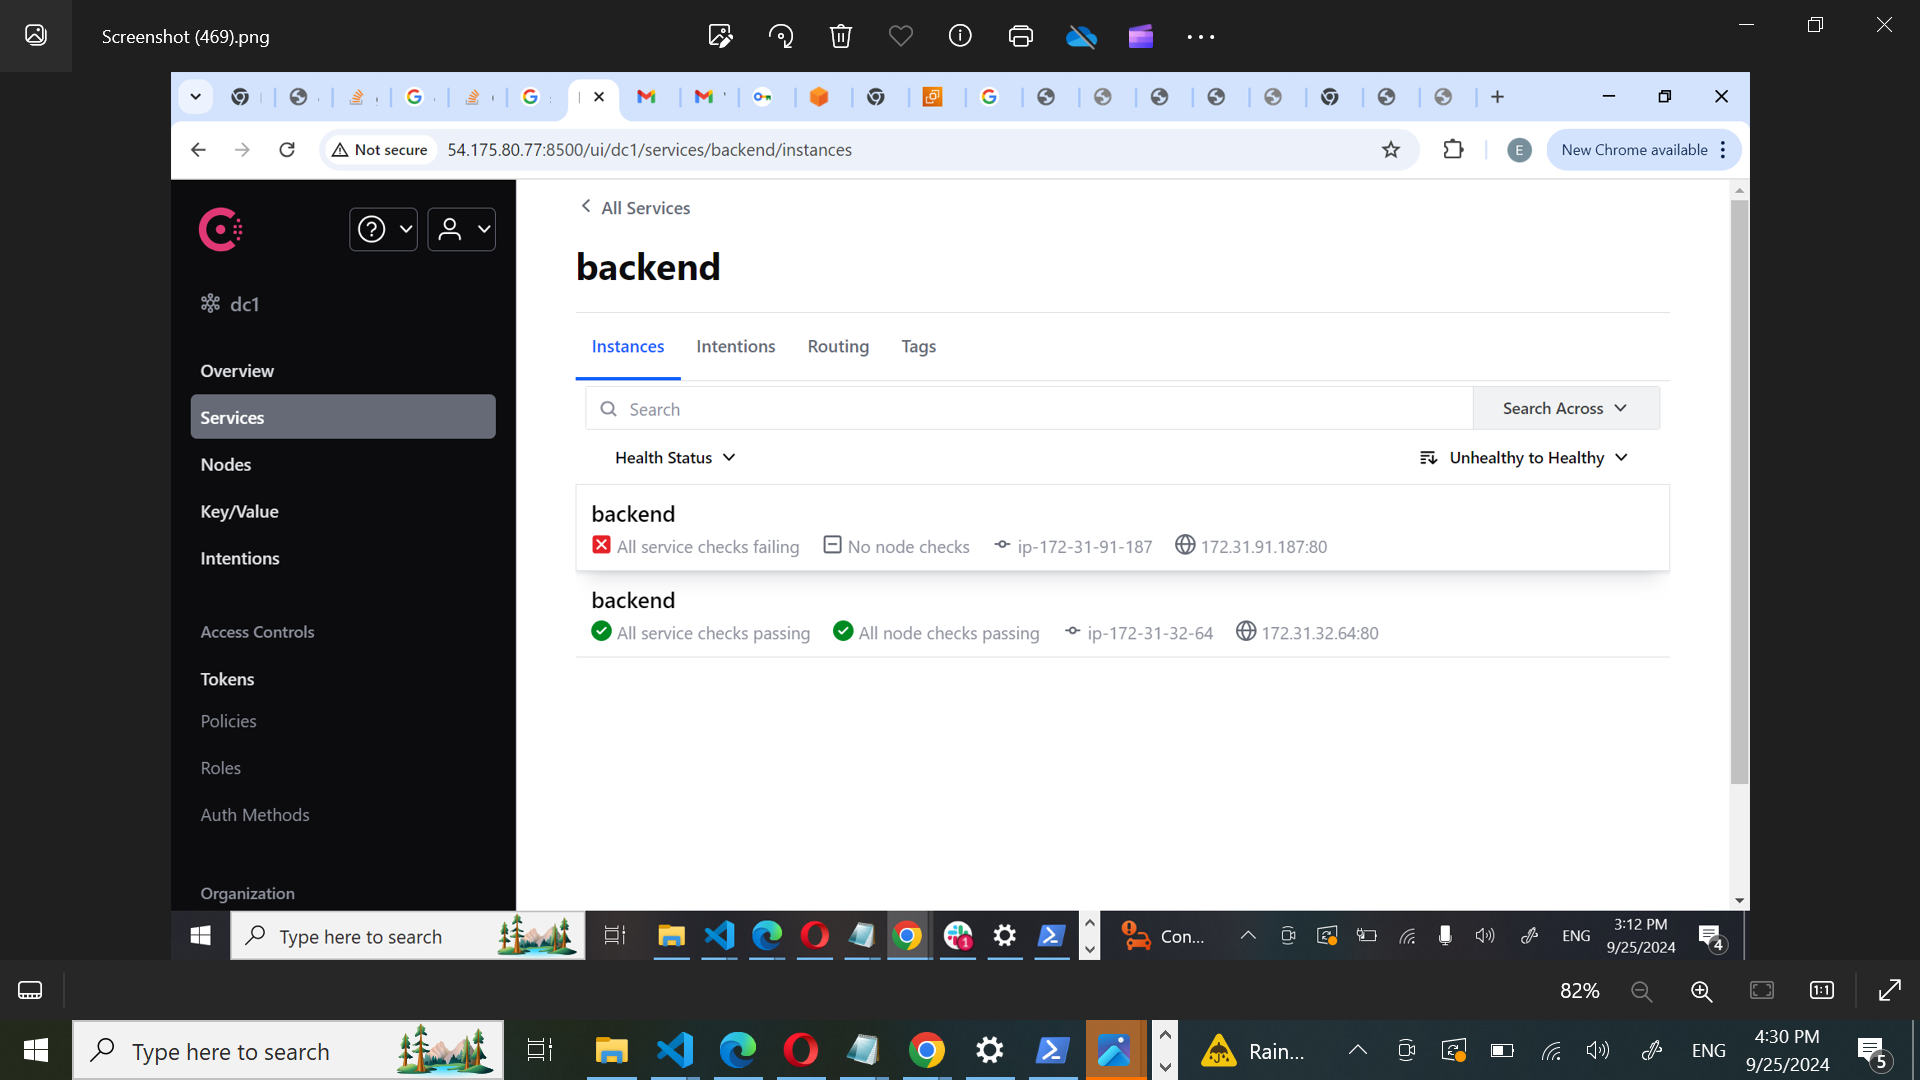 Screenshot (469).png
Not secure
54.175.80.77:8500/ui/dc1/services/backend/instances
E
New Chrome available
dc1
Overview
Services
Nodes
Key/Value
Intentions
Access Controls
Tokens
Policies
Roles
Auth Methods
Organization
All Services
backend
Instances Intentions Routing Tags
Search
Search Across
Health Status
Unhealthy to Healthy
backend
All service checks failing No node checks ip-172-31-91-187 172.31.91.187:80
backend
All service checks passing All node checks passing ip-172-31-32-64 172.31.32.64:80
Type here to search
1
Con...
ENG
3:12 PM
9/25/2024
4
82%
1:1
Type here to search
Rain...
ENG
4:30 PM
9/25/2024
5